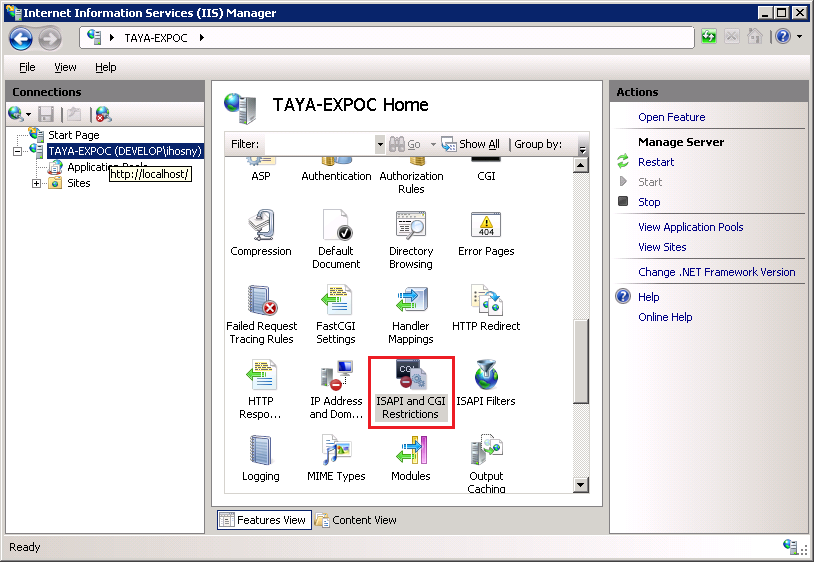 Internet Information Services (IIS) Manager
TAYA-EXPOC
File View Help
Connections
Start Page
TAYA-EXPOC (DEVELOP\ihosny)
Application Pools
http://localhost/
Sites
TAYA-EXPOC Home
Filter: Go Show All Group by:
ASP Authentication Authorization Rules CGI
Compression Default Document Directory Browsing Error Pages
404
Failed Request Tracing Rules FastCGI Settings Handler Mappings HTTP Redirect
CGI
HTTP Respo... IP Address and Dom... ISAPI and CGI Restrictions ISAPI Filters
Logging MIME Types Modules Output Caching
Features View Content View
Actions
Open Feature
Manage Server
Restart
Start
Stop
View Application Pools
View Sites
Change .NET Framework Version
Help
Online Help
Ready